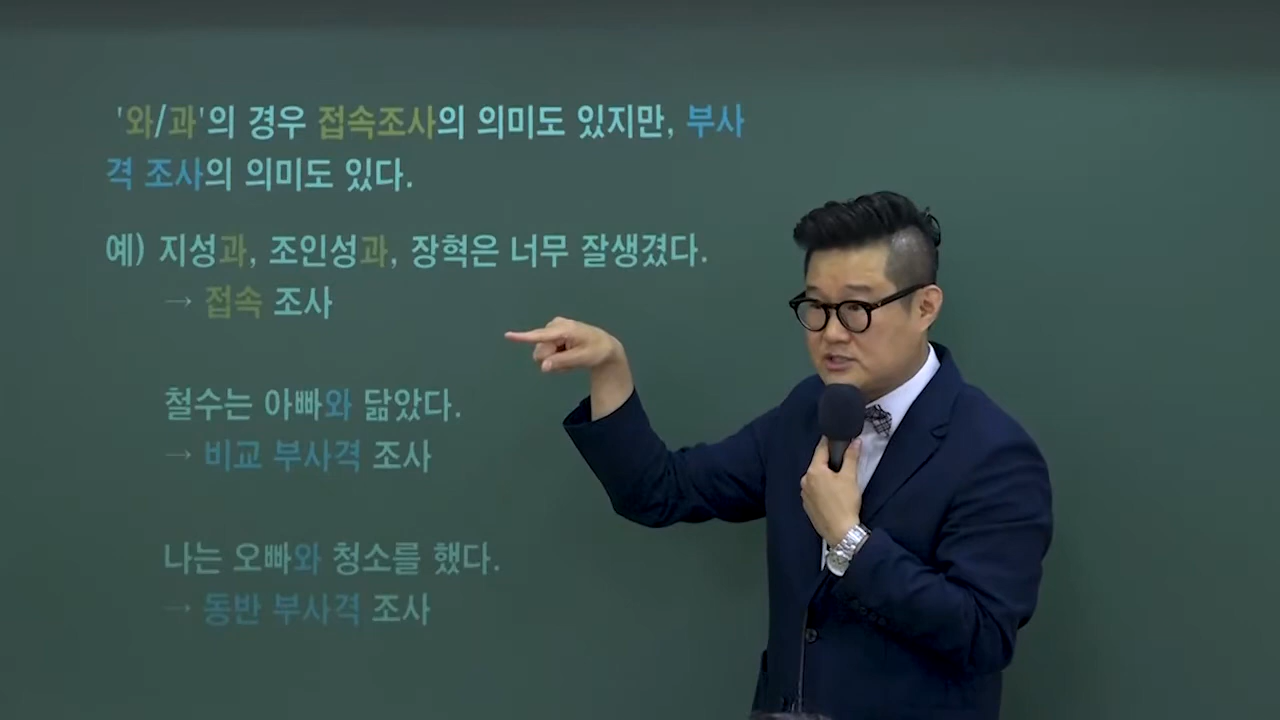 '와/과'의 경우 접속조사의 의미도 있지만, 부사
격 조사의 의미도 있다.
예) 지성과, 조인성과, 장혁은 너무 잘생겼다.
→ 접속 조사
철수는 아빠와 닮았다.
→ 비교 부사격 조사
나는 오빠와 청소를 했다.
→ 동반 부사격 조사